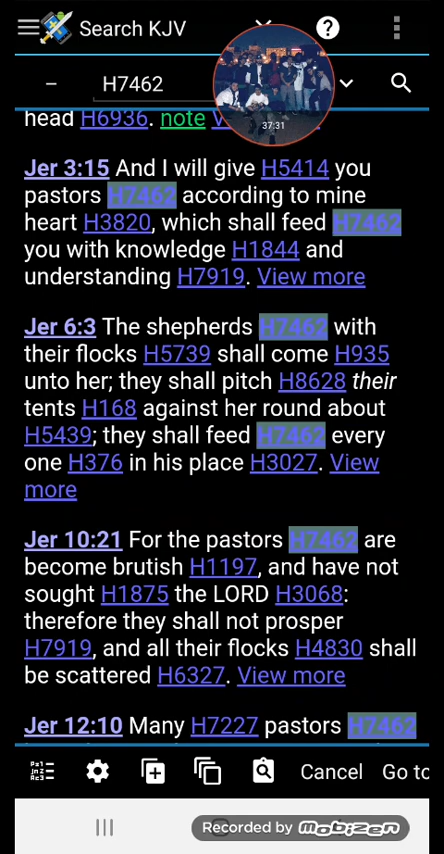 Search KJV
H7462
37:31
head H6936. note
Jer 3:15 And I will give H5414 you
pastors H7462 according to mine
heart H3820, which shall feed H7462
you with knowledge H1844 and
understanding H7919. View more
Jer 6:3 The shepherds H7462 with
their flocks H5739 shall come H935
unto her; they shall pitch H8628 their
tents H168 against her round about
H5439; they shall feed H7462 every
one H376 in his place H3027. View
more
Jer 10:21 For the pastors H7462 are
become brutish H1197, and have not
sought H1875 the LORD H3068:
therefore they shall not prosper
H7919, and all their flocks H4830 shall
be scattered H6327. View more
Jer 12:10 Many H7227 pastors H7462
Cancel Go to
Recorded by Mobizen